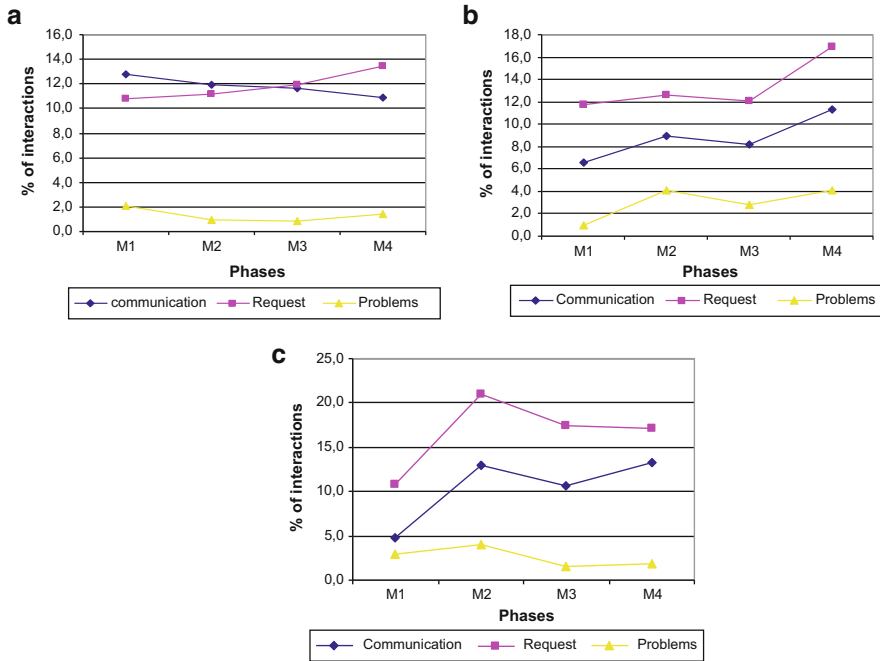 a
16,0
14,0
12,0
10,0
8,0
6,0
4,0
2,0
0,0
% of interactions
M1 M2 M3 M4
Phases
communication Request Problems
b
18,0
16,0
14,0
12,0
10,0
8,0
6,0
4,0
2,0
0,0
% of interactions
M1 M2 M3 M4
Phases
Communication Request Problems
c
25,0
20,0
15,0
10,0
5,0
0,0
% of interactions
M1 M2 M3 M4
Phases
Communication Request Problems